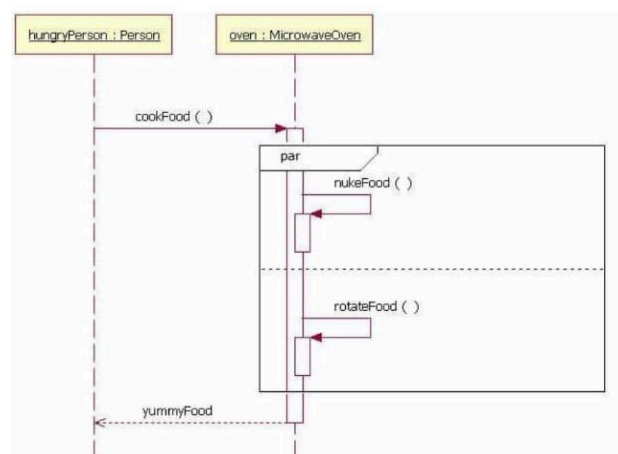 hungryPerson : Person
oven : MicrowaveOven
cookFood ( )
par
nukeFood ( )
rotateFood ( )
yummyFood